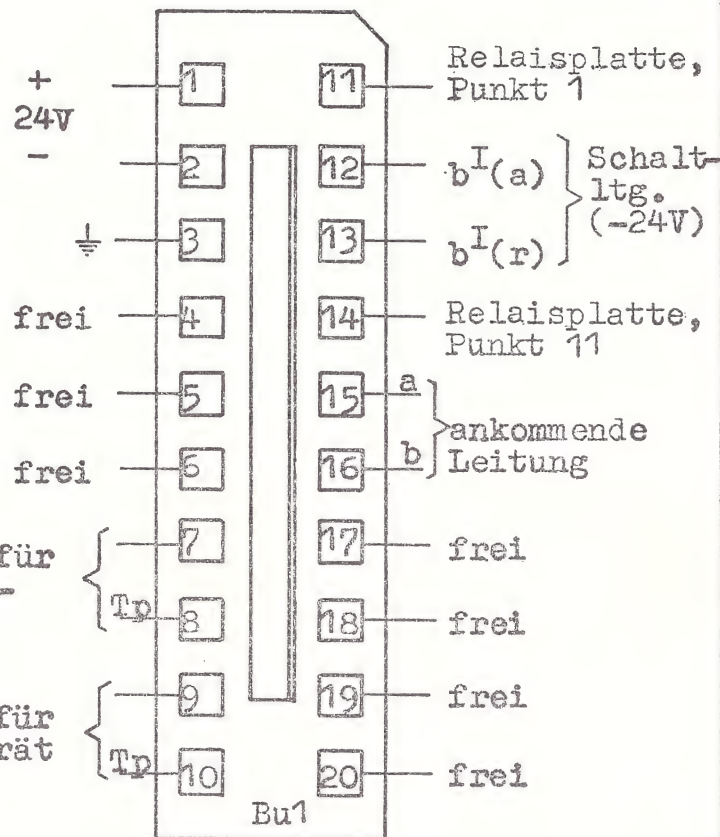 +
24V
-
1
11
Relaisplatte,
Punkt 1
2
12
bI(a)
Schalt-
ltg.
(-24V)
3
13
bI(r)
frei
4
14
Relaisplatte,
Punkt 11
frei
5
15
a
ankommende
Leitung
frei
6
16
b
für
-
7
17
frei
Tp
8
18
frei
für
rät
9
19
frei
Tp
10
20
frei
Bu1